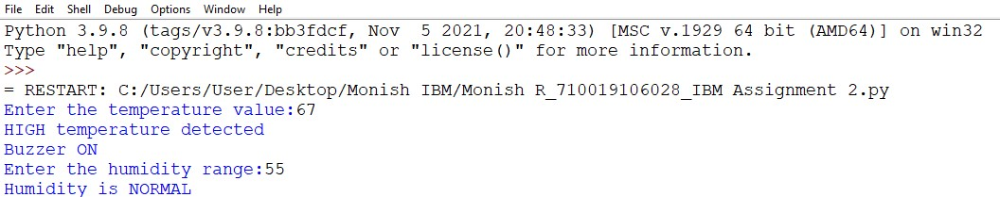 File Edit Shell Debug Options Window Help
Python 3.9.8 (tags/v3.9.8:bb3fdcf, Nov  5 2021, 20:48:33) [MSC v.1929 64 bit (AMD64)] on win32
Type "help", "copyright", "credits" or "license()" for more information.
>>>
= RESTART: C:/Users/User/Desktop/Monish IBM/Monish R_710019106028_IBM Assignment 2.py
Enter the temperature value:67
HIGH temperature detected
Buzzer ON
Enter the humidity range:55
Humidity is NORMAL